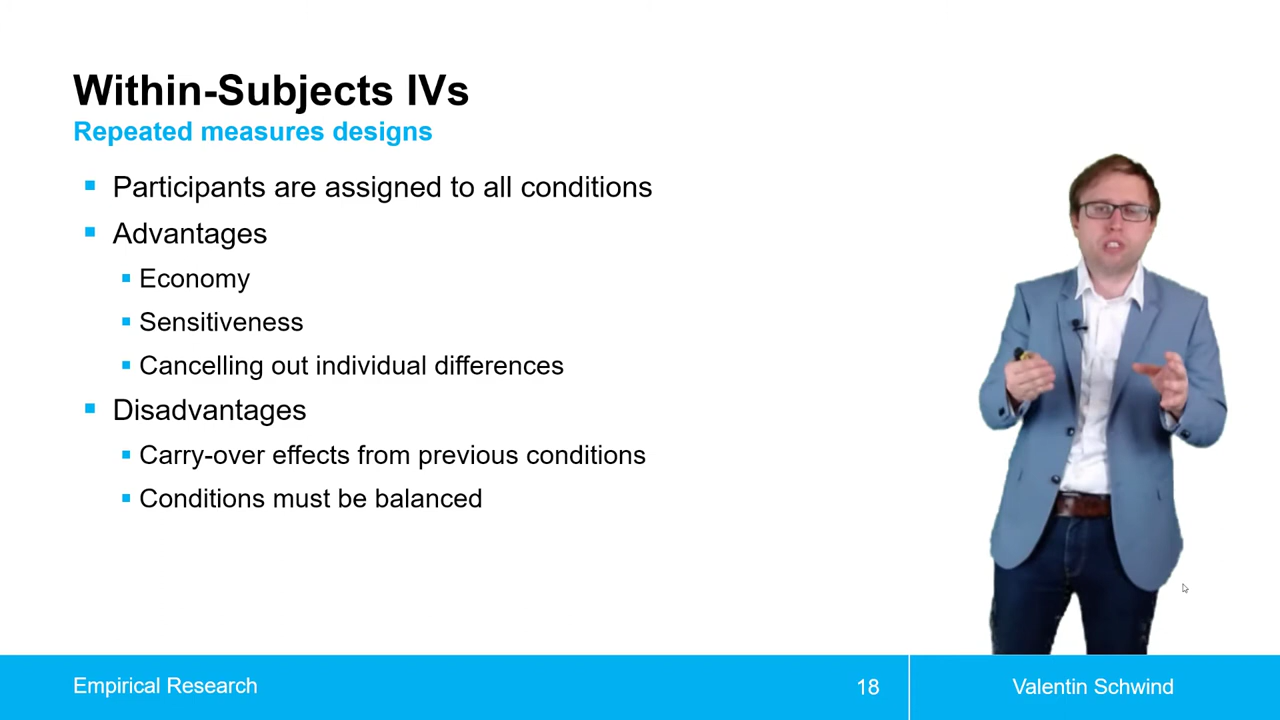 Within-Subjects IVs
Repeated measures designs
Participants are assigned to all conditions
Advantages
Economy
Sensitiveness
Cancelling out individual differences
Disadvantages
Carry-over effects from previous conditions
Conditions must be balanced
Empirical Research
18
Valentin Schwind